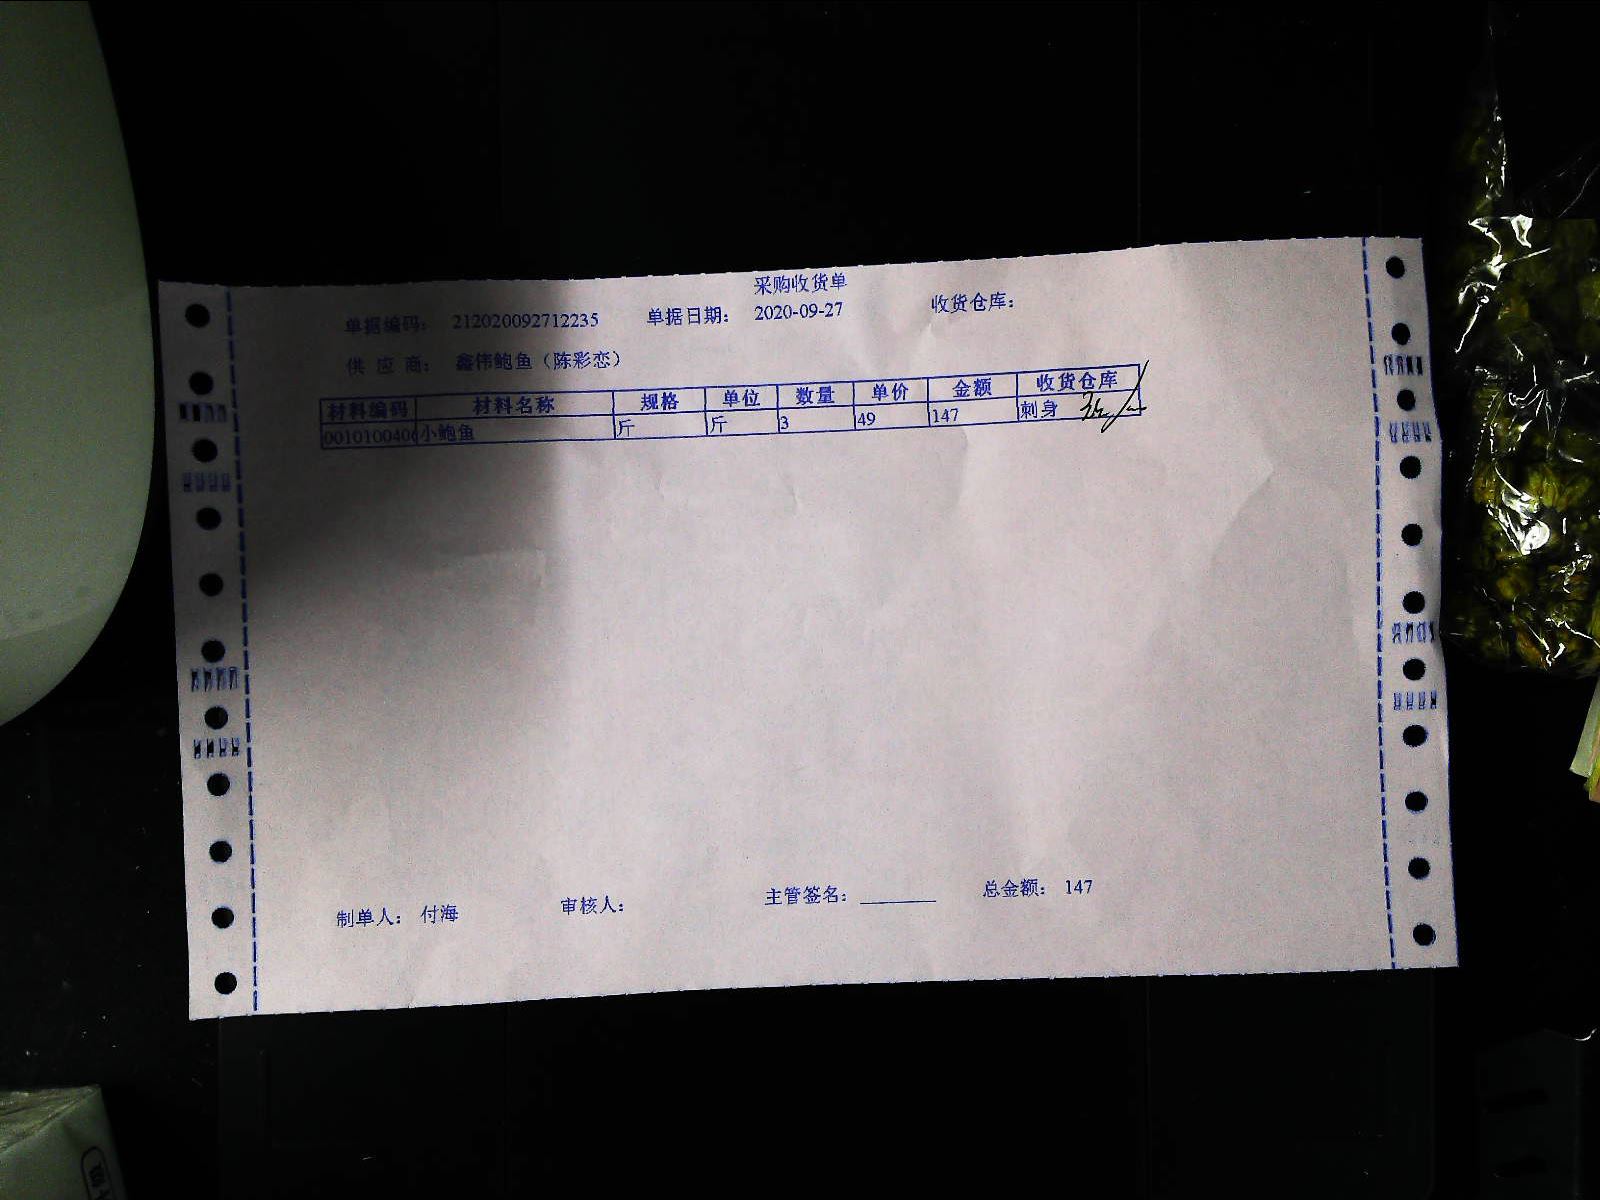 采购收货单
单据编码： 212020092712235 单据日期： 2020-09-27 收货仓库：
供 应 商： 鑫伟鲍鱼（陈彩恋）
材料编码 材料名称 规格 单位 数量 单价 金额 收货仓库
0010100406 小鲍鱼 斤 斤 3 49 147 刺身
制单人： 付海 审核人： 主管签名： ________ 总金额： 147